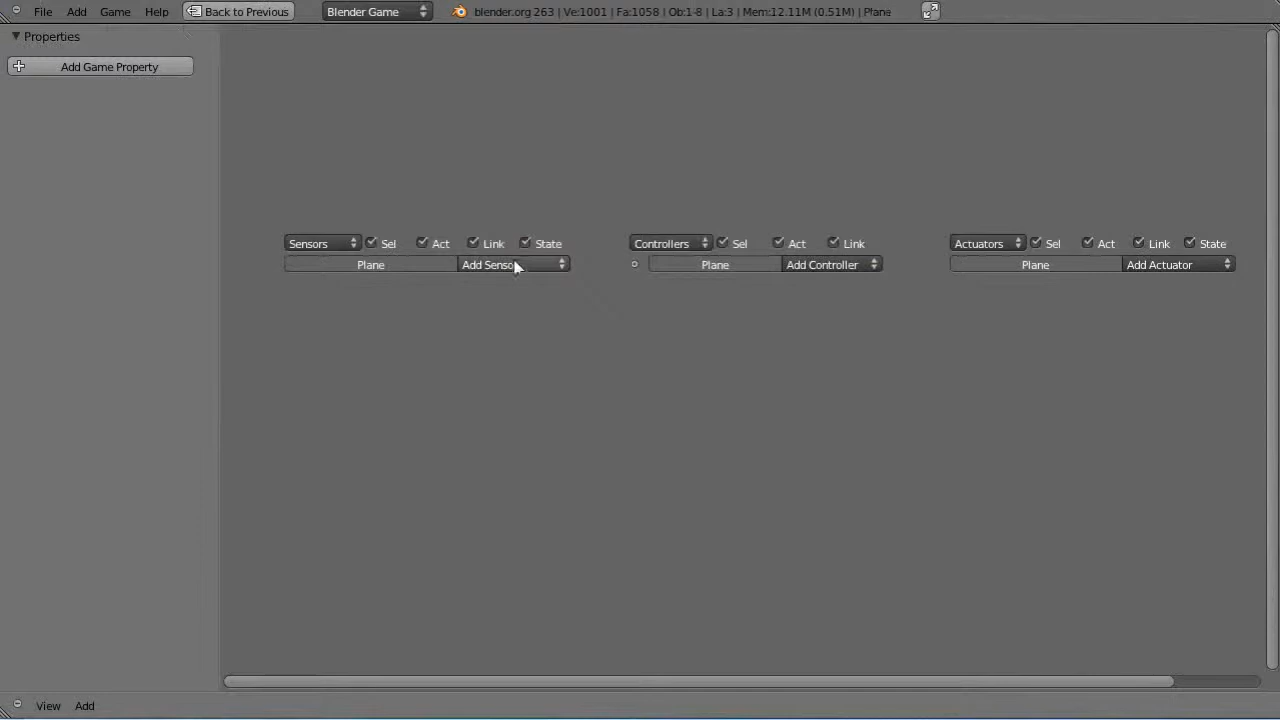 File Add Game Help Back to Previous Blender Game blender.org 263 | Ve:1001 | Fa:1058 | Ob:1-8 | La:3 | Mem:12.11M (0.51M) | Plane
Properties
Add Game Property
Sensors Sel Act Link State Controllers Sel Act Link Actuators Sel Act Link State
Plane Add Sensor Plane Add Controller Plane Add Actuator
View Add